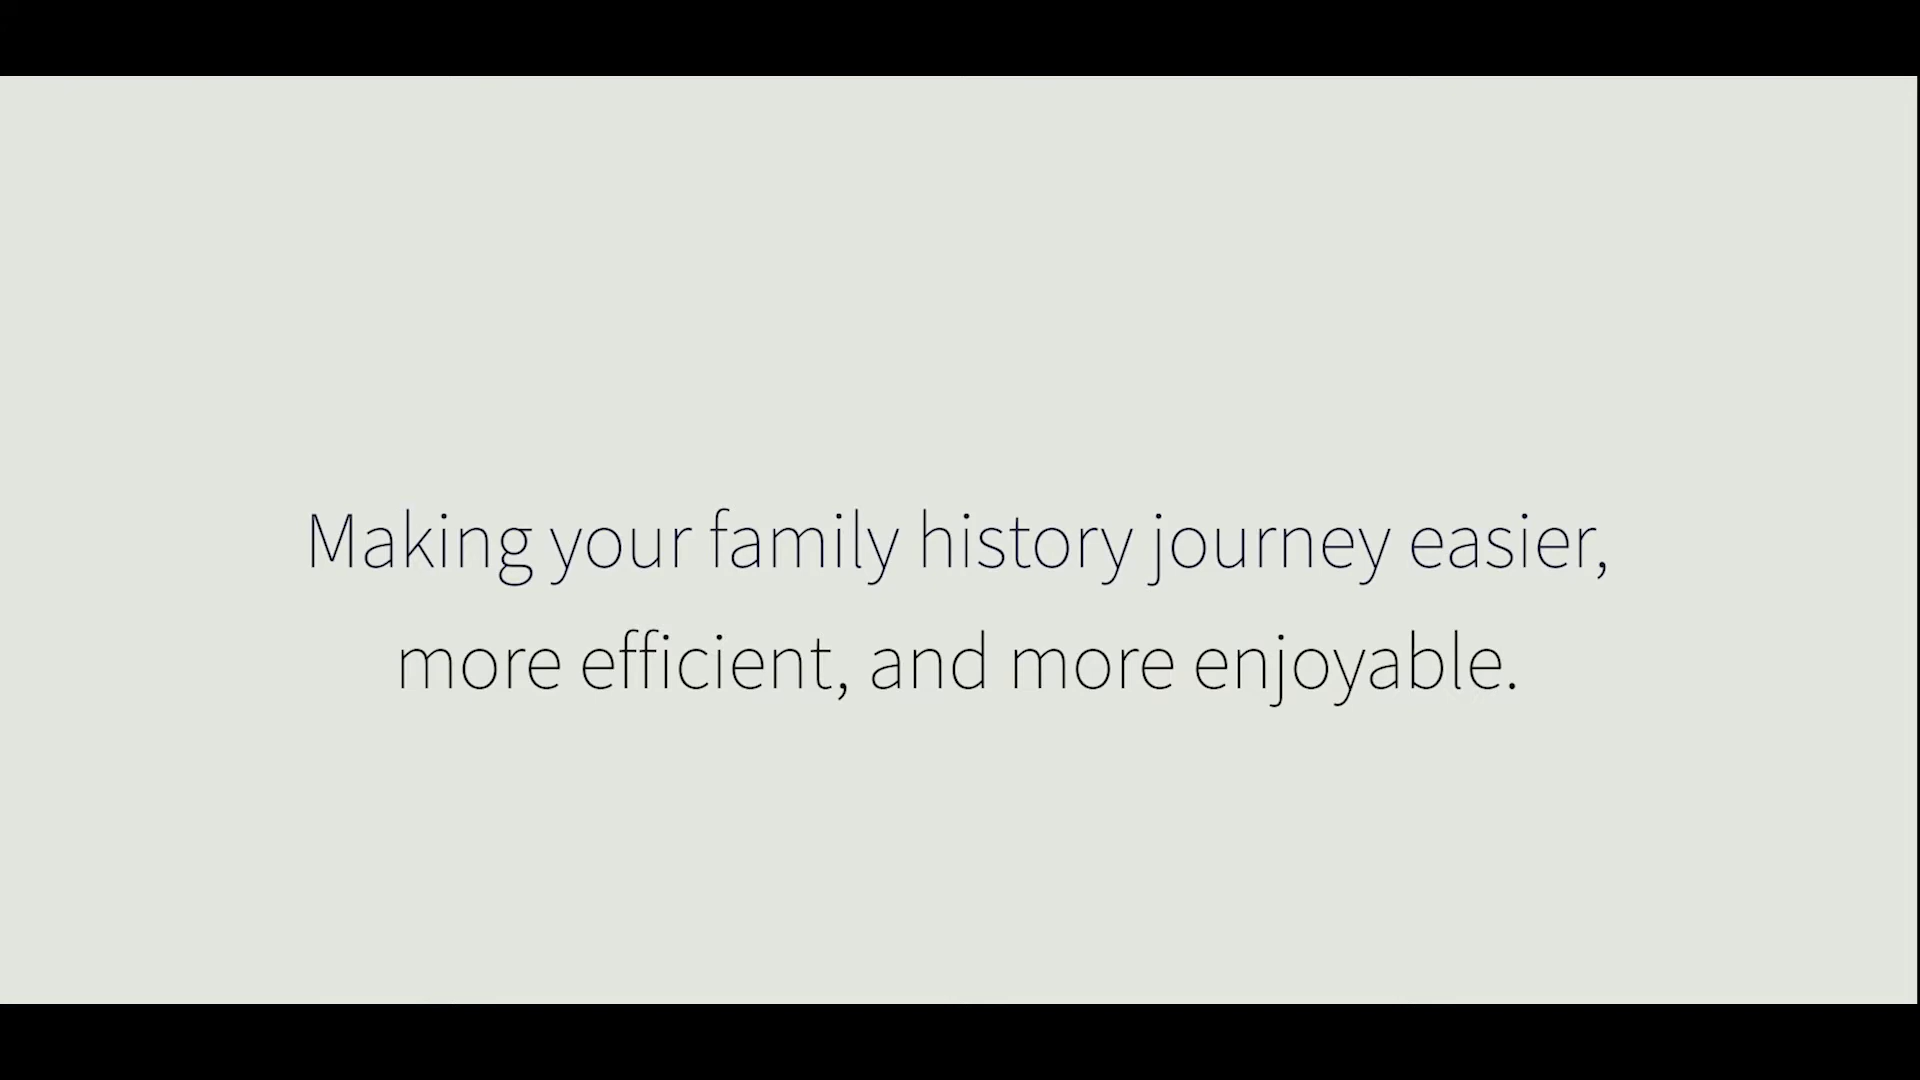 Making your family history journey easier,
more efficient, and more enjoyable.